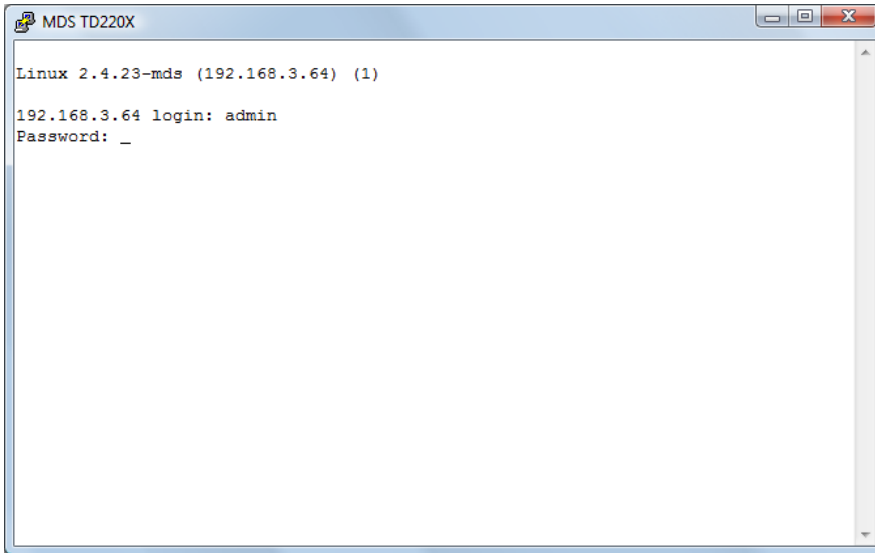 MDS TD220X
Linux 2.4.23-mds (192.168.3.64) (1)
192.168.3.64 login: admin
Password: _